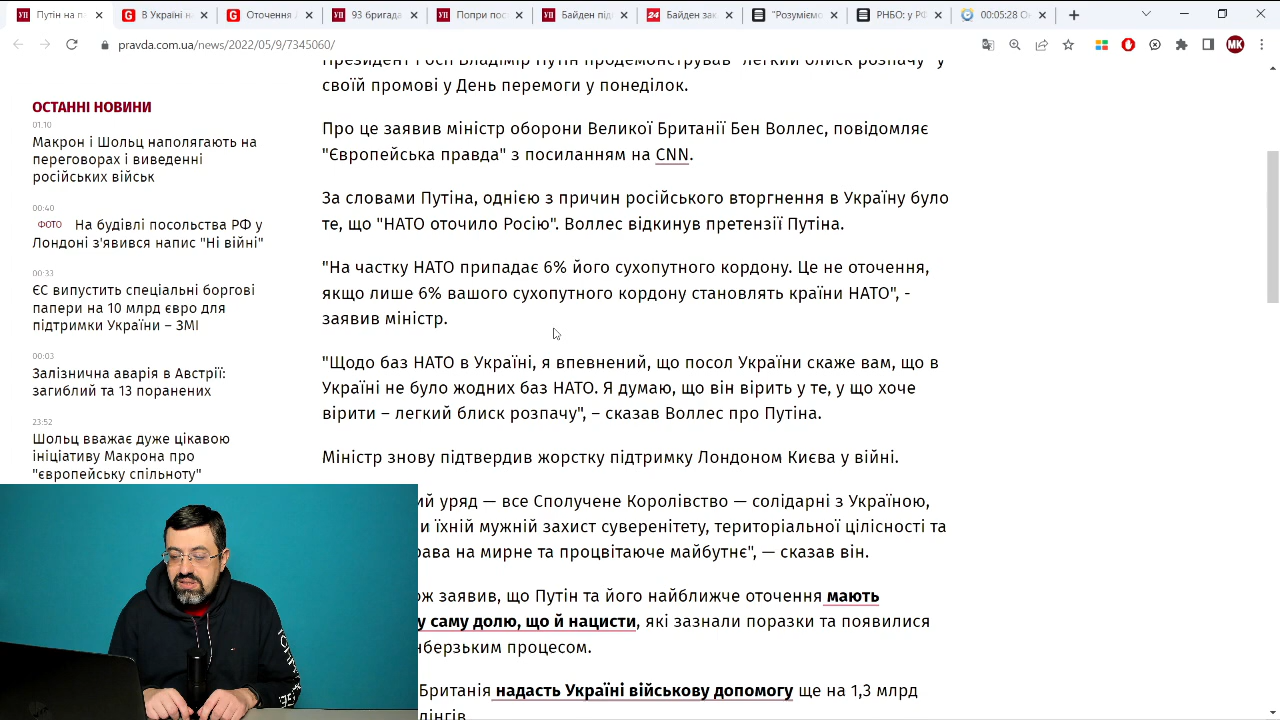 Путін на п
В Україні н
Оточення
93 бригада
Попри пос
Байден під
Байден зак
"Розуміємо
РНБО: у РФ
00:05:28 Он
pravda.com.ua/news/2022/05/9/7345060/
MK
ОСТАННІ НОВИНИ
01:10
Макрон і Шольц наполягають на
переговорах і виведенні
російських військ
00:40
ФОТО На будівлі посольства РФ у
Лондоні з'явився напис "Ні війні"
00:33
ЄС випустить спеціальні боргові
папери на 10 млрд євро для
підтримки України – ЗМІ
00:03
Залізнична аварія в Австрії:
загиблий та 13 поранених
23:52
Шольц вважає дуже цікавою
ініціативу Макрона про
"європейську спільноту"
Президент Росії Владімір Путін продемонстрував "легкий блиск розпачу" у
своїй промові у День перемоги у понеділок.
Про це заявив міністр оборони Великої Британії Бен Воллес, повідомляє
"Європейська правда" з посиланням на CNN.
За словами Путіна, однією з причин російського вторгнення в Україну було
те, що "НАТО оточило Росію". Воллес відкинув претензії Путіна.
"На частку НАТО припадає 6% його сухопутного кордону. Це не оточення,
якщо лише 6% вашого сухопутного кордону становлять країни НАТО", -
заявив міністр.
"Щодо баз НАТО в Україні, я впевнений, що посол України скаже вам, що в
Україні не було жодних баз НАТО. Я думаю, що він вірить у те, у що хоче
вірити – легкий блиск розпачу", – сказав Воллес про Путіна.
Міністр знову підтвердив жорстку підтримку Лондоном Києва у війні.
ий уряд — все Сполучене Королівство — солідарні з Україною,
и їхній мужній захист суверенітету, територіальної цілісності та
рава на мирне та процвітаюче майбутнє", — сказав він.
ож заявив, що Путін та його найближче оточення мають
у саму долю, що й нацисти, які зазнали поразки та появилися
нберзьким процесом.
Британія надасть Україні військову допомогу ще на 1,3 млрд
лінгів.